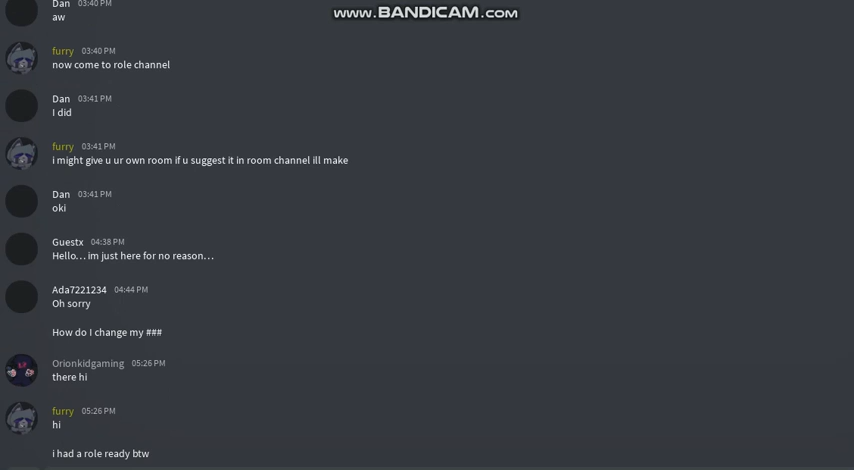 Dan 03:40 PM
www.BANDICAM.com
aw
furry 03:40 PM
now come to role channel
Dan 03:41 PM
I did
furry 03:41 PM
i might give u ur own room if u suggest it in room channel ill make
Dan 03:41 PM
oki
Guestx 04:38 PM
Hello... im just here for no reason...
Ada7221234 04:44 PM
Oh sorry
How do I change my ###
Orionkidgaming 05:26 PM
there hi
furry 05:26 PM
hi
i had a role ready btw